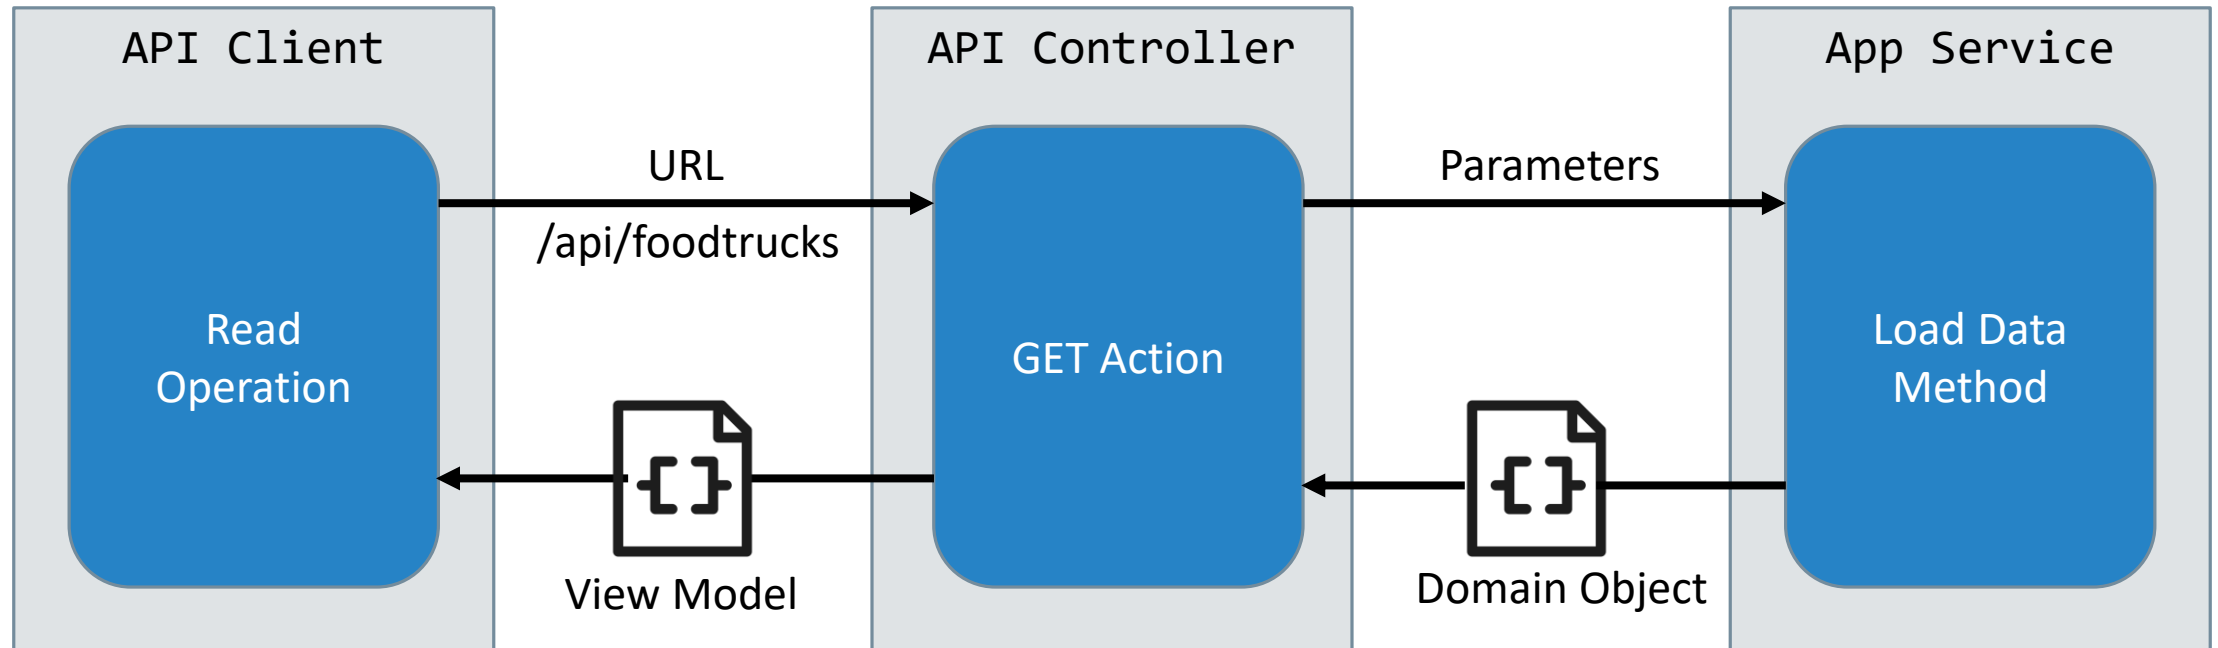 API Client
API Controller
App Service
URL
/api/foodtrucks
Parameters
Read
Operation
GET Action
Load Data
Method
View Model
Domain Object